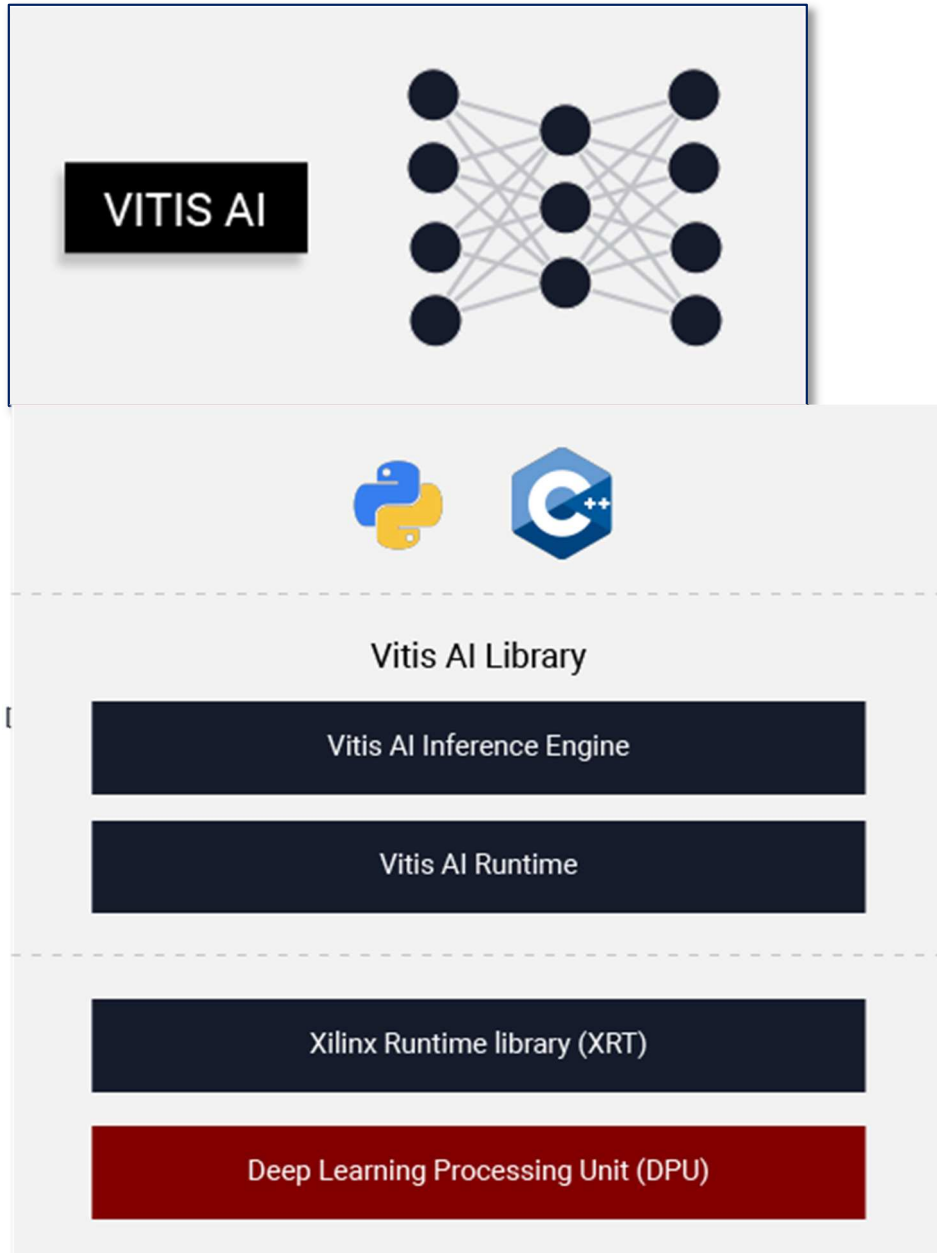 VITIS AI
C++
Vitis AI Library
Vitis AI Inference Engine
Vitis AI Runtime
Xilinx Runtime library (XRT)
Deep Learning Processing Unit (DPU)